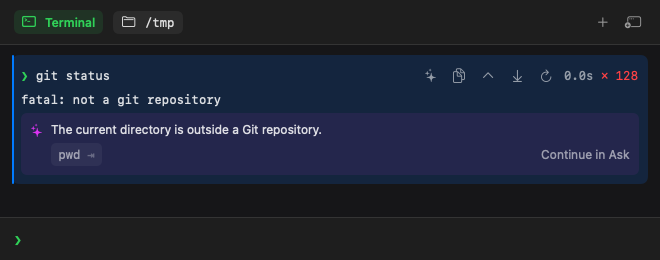 Terminal /tmp
❯ git status 0.0s × 128
fatal: not a git repository
The current directory is outside a Git repository.
pwd ⇥ Continue in Ask
❯